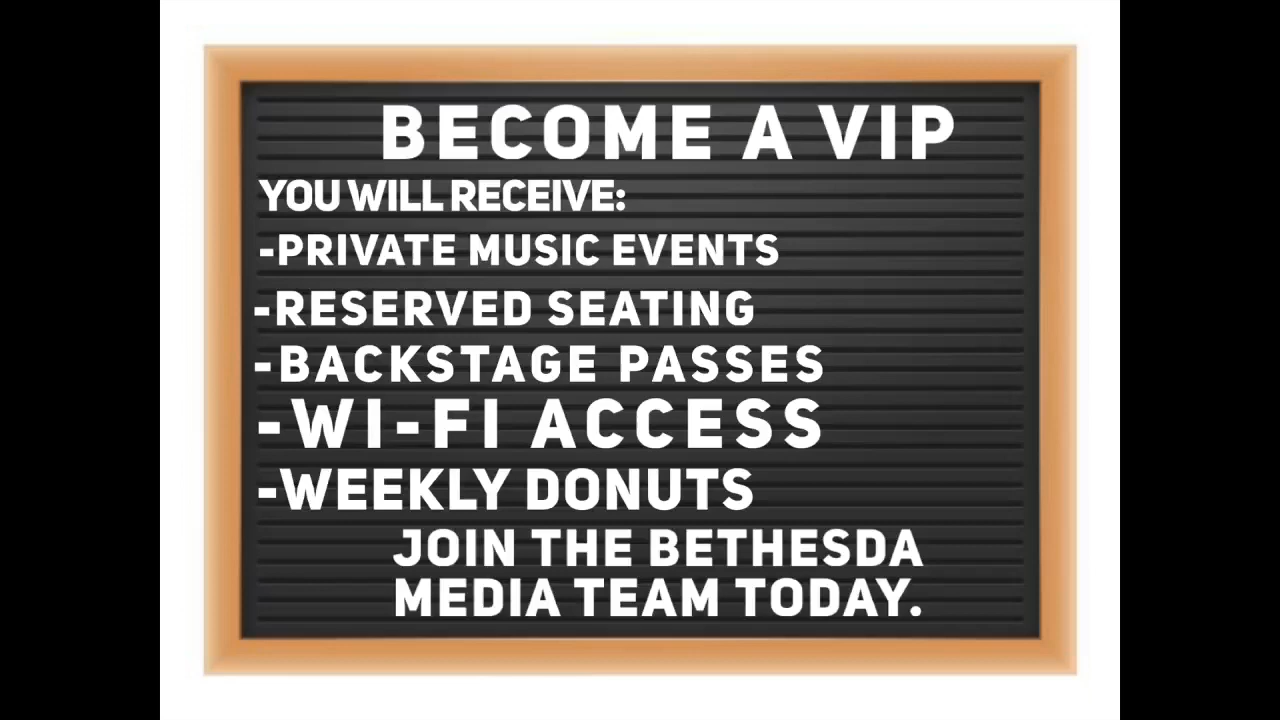 BECOME A VIP
YOU WILL RECEIVE:
-PRIVATE MUSIC EVENTS
-RESERVED SEATING
-BACKSTAGE PASSES
-WI-FI ACCESS
-WEEKLY DONUTS
JOIN THE BETHESDA
MEDIA TEAM TODAY.